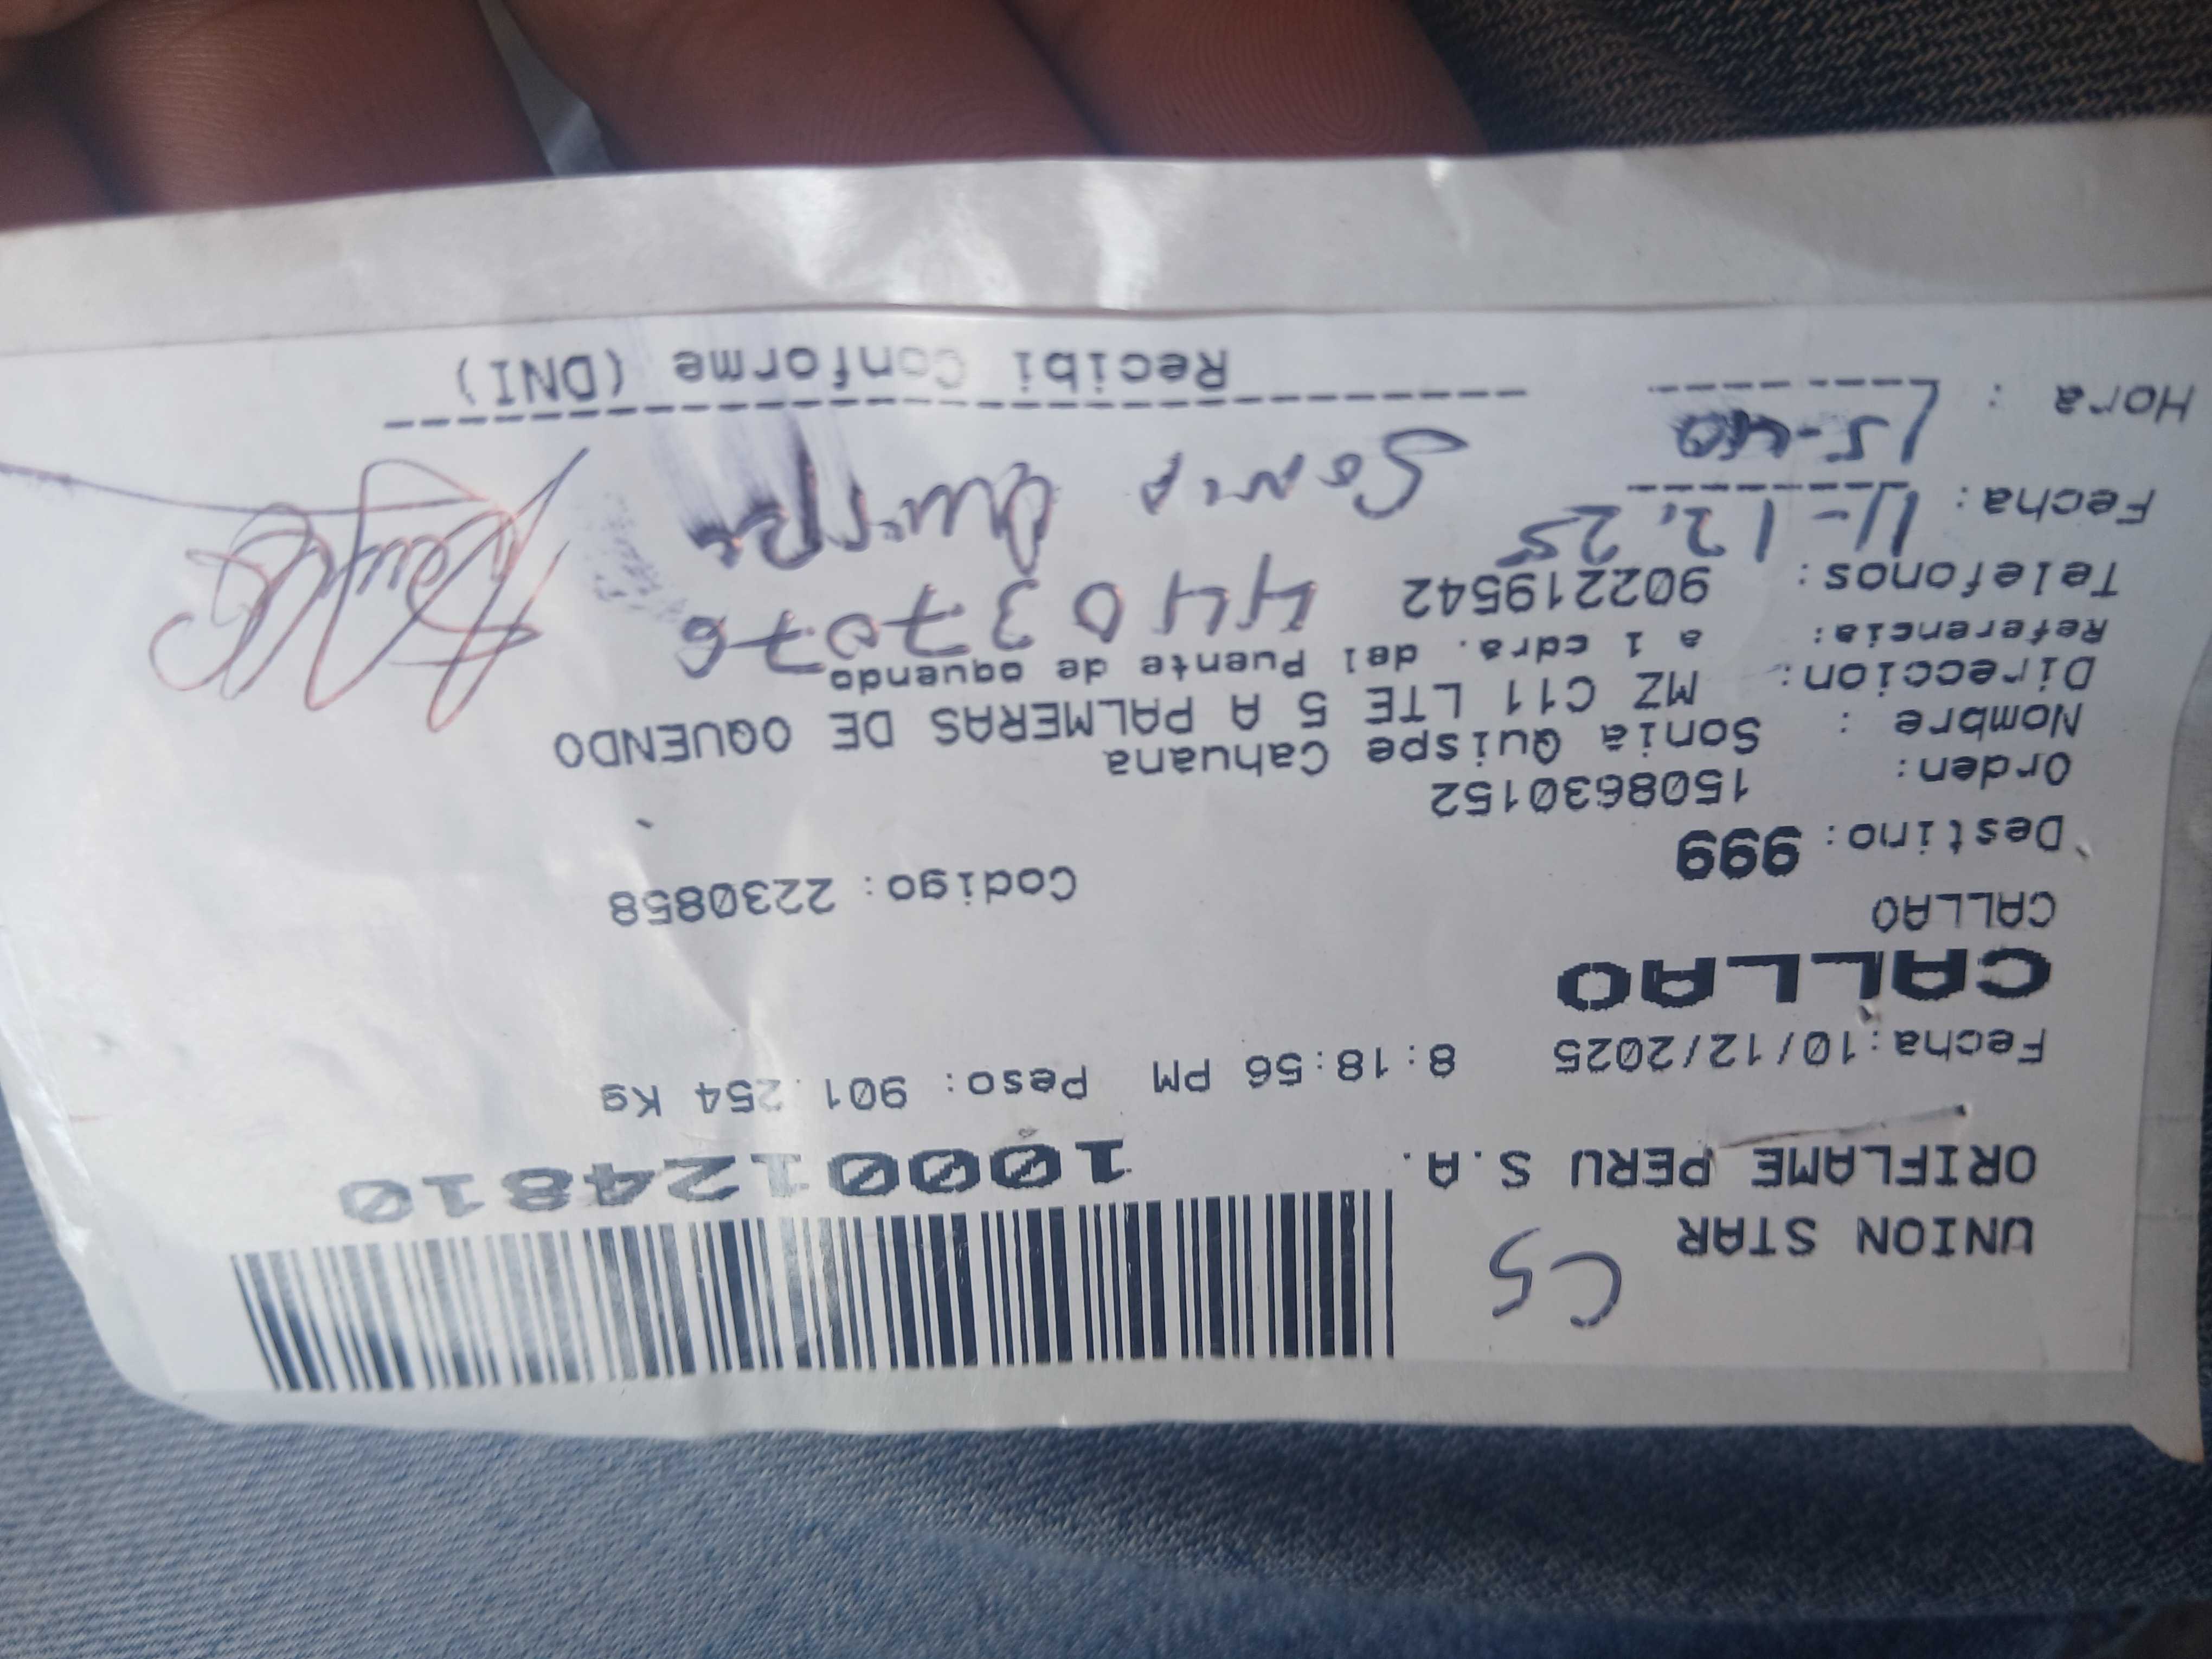 UNION STAR C5
ORIFLAME PERU S.A. 1000124810
Fecha:10/12/2025 8:18:56 PM Peso: 901.254 Kg
CALLAO
CALLAO
Destino: 999 Codigo: 2230858
Orden: 1508630152
Nombre : Sonia Quispe Cahuana
Direccion: MZ C11 LTE 5 A PALMERAS DE OQUENDO
Referencia: a 1 cdra. del Puente de oquendo
Telefonos: 902219542 44037076
Fecha: 11-12.25 Sonia Quispe
Hora : 15-40
Recibi Conforme (DNI)